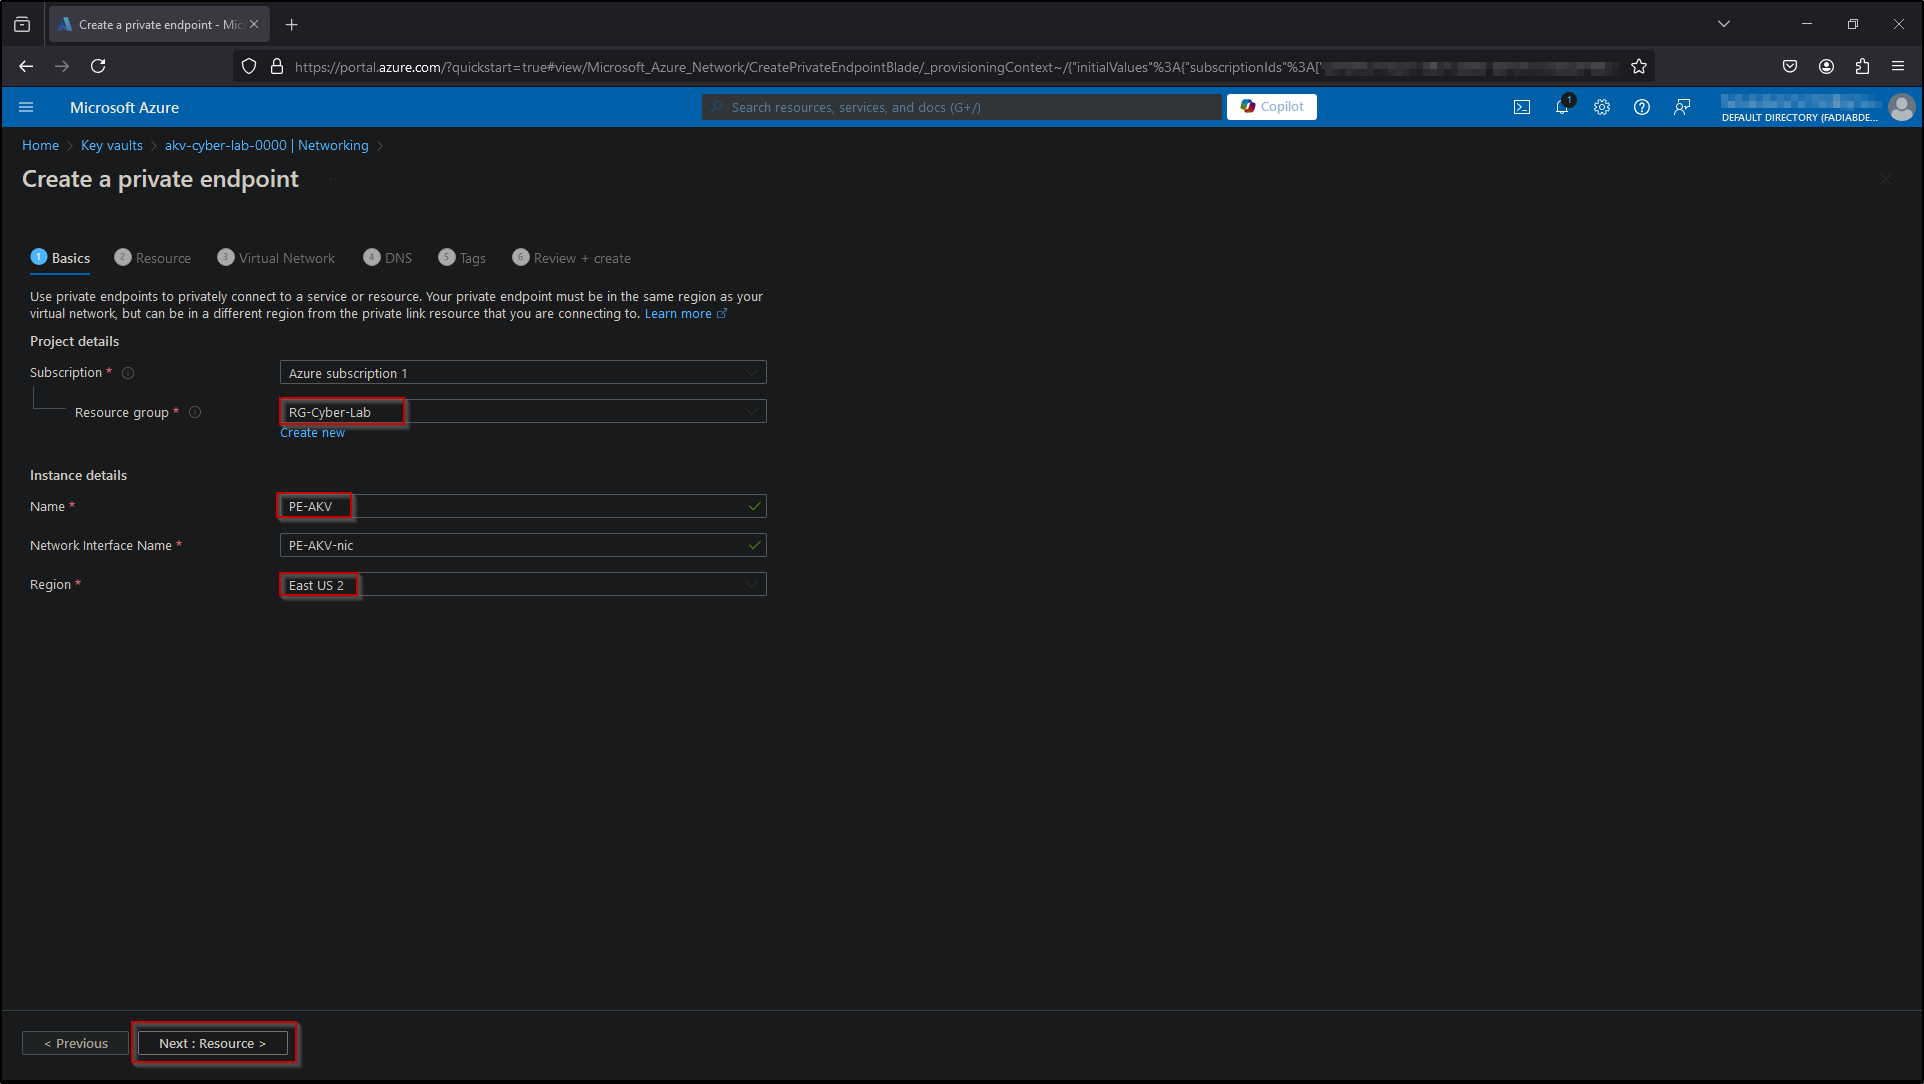 Create a private endpoint - Mic
https://portal.azure.com/?quickstart=true#view/Microsoft_Azure_Network/CreatePrivateEndpointBlade/_provisioningContext~/{"initialValues"%3A{"subscriptionIds"%3A["
Microsoft Azure
Search resources, services, and docs (G+/)
Copilot
1
DEFAULT DIRECTORY (FADIABDE...
Home > Key vaults > akv-cyber-lab-0000 | Networking >
Create a private endpoint ...
1 Basics 2 Resource 3 Virtual Network 4 DNS 5 Tags 6 Review + create
Use private endpoints to privately connect to a service or resource. Your private endpoint must be in the same region as your
virtual network, but can be in a different region from the private link resource that you are connecting to. Learn more
Project details
Subscription * Azure subscription 1
Resource group * RG-Cyber-Lab
Create new
Instance details
Name * PE-AKV
Network Interface Name * PE-AKV-nic
Region * East US 2
< Previous Next : Resource >